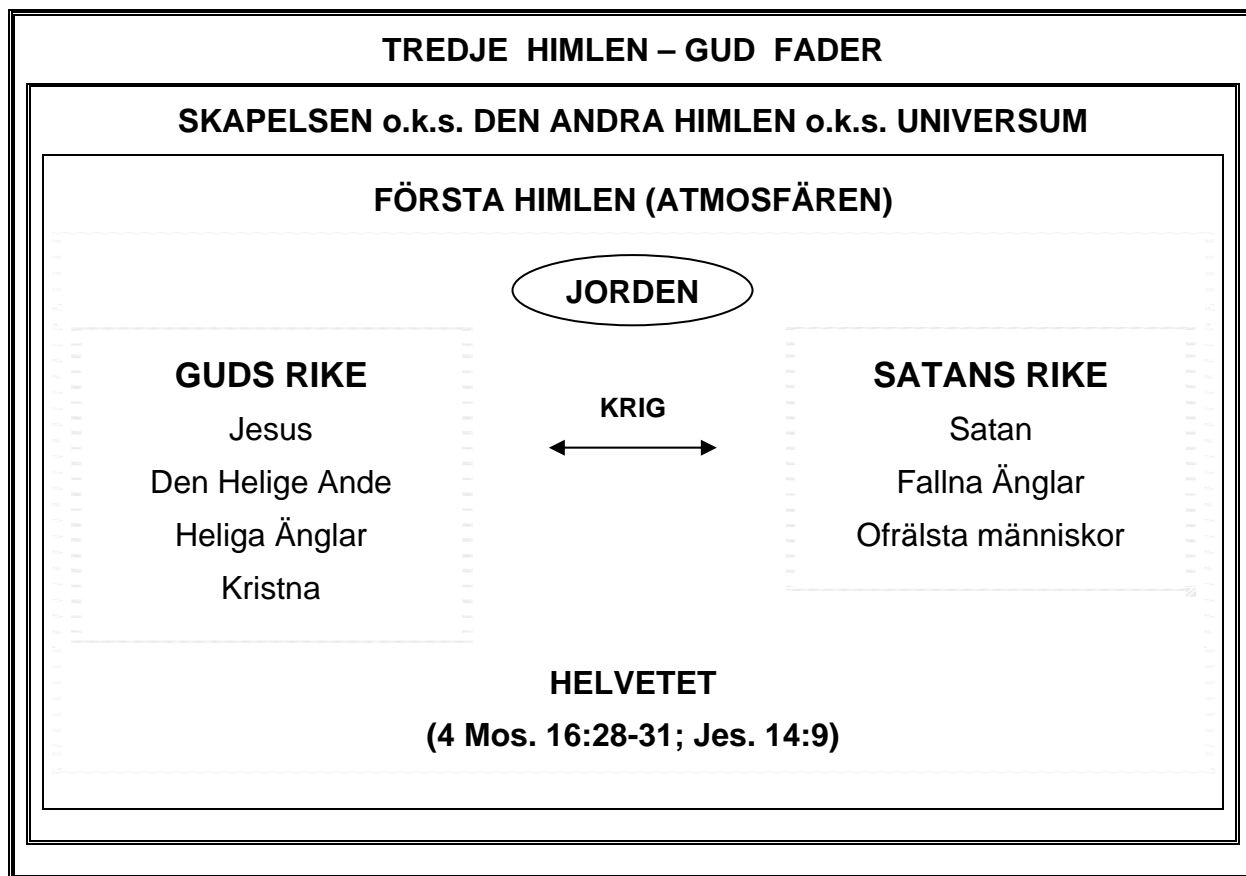 TREDJE HIMLEN – GUD FADER
SKAPELSEN o.k.s. DEN ANDRA HIMLEN o.k.s. UNIVERSUM
FÖRSTA HIMLEN (ATMOSFÄREN)
JORDEN
GUDS RIKE
Jesus
Den Helige Ande
Heliga Änglar
Kristna
KRIG
SATANS RIKE
Satan
Fallna Änglar
Ofrälsta människor
HELVETET
(4 Mos. 16:28-31; Jes. 14:9)